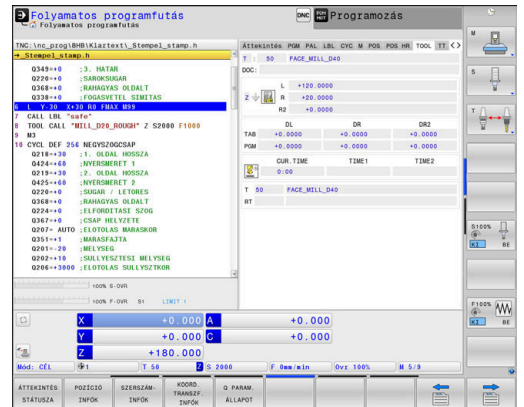 Folyamatos programfutás
Folyamatos programfutás
DNC
Programozás
TNC:\nc_prog\BHB\Klartext\_Stempel_stamp.h
→_Stempel_stamp.h
Q349=+0 ;3. HATAR
Q220=+0 ;SAROKSUGAR
Q368=+0 ;RAHAGYAS OLDALT
Q338=+0 ;FOGASVETEL SIMITAS
6 L Y-30 X+30 R0 FMAX M99
7 CALL LBL "safe"
8 TOOL CALL "MILL_D20_ROUGH" Z S2000 F1000
9 M3
10 CYCL DEF 256 NEGYSZOGCSAP
Q218=+30 ;1. OLDAL HOSSZA
Q424=+60 ;NYERSMERET 1
Q219=+30 ;2. OLDAL HOSSZA
Q425=+60 ;NYERSMERET 2
Q220=+0 ;SUGAR / LETORES
Q368=+0 ;RAHAGYAS OLDALT
Q224=+0 ;ELFORDITASI SZOG
Q367=+0 ;CSAP HELYZETE
Q207= AUTO ;ELOTOLAS MARASKOR
Q351=+1 ;MARASFAJTA
Q201=-20 ;MELYSEG
Q202=+10 ;SULLYESZTESI MELYSEG
Q206=+3000 ;ELOTOLAS SULLYSZTKOR
100% S-OVR
100% F-OVR S1 LIMIT 1
Áttekintés PGM PAL LBL CYC M POS POS HR TOOL TT
T : 50 FACE_MILL_D40
DOC:
L +120.0000
Z R +20.0000
R2 +0.0000
DL DR DR2
TAB +0.0000 +0.0000 +0.0000
PGM +0.0000 +0.0000 +0.0000
CUR.TIME TIME1 TIME2
0:00
T 50 FACE_MILL_D40
RT
X +0.000 A +0.000
Y +0.000 C +0.000
Z +180.000
Mód: CÉL 1 T 50 Z S 2000 F 0mm/min Ovr 100% M 5/9
ÁTTEKINTÉS STÁTUSZA
POZÍCIÓ INFÓK
SZERSZÁM- INFÓK
KOORD. TRANSZF. INFÓK
Q PARAM. ÁLLAPOT
M
S
T
S100%
KI BE
F100%
KI BE